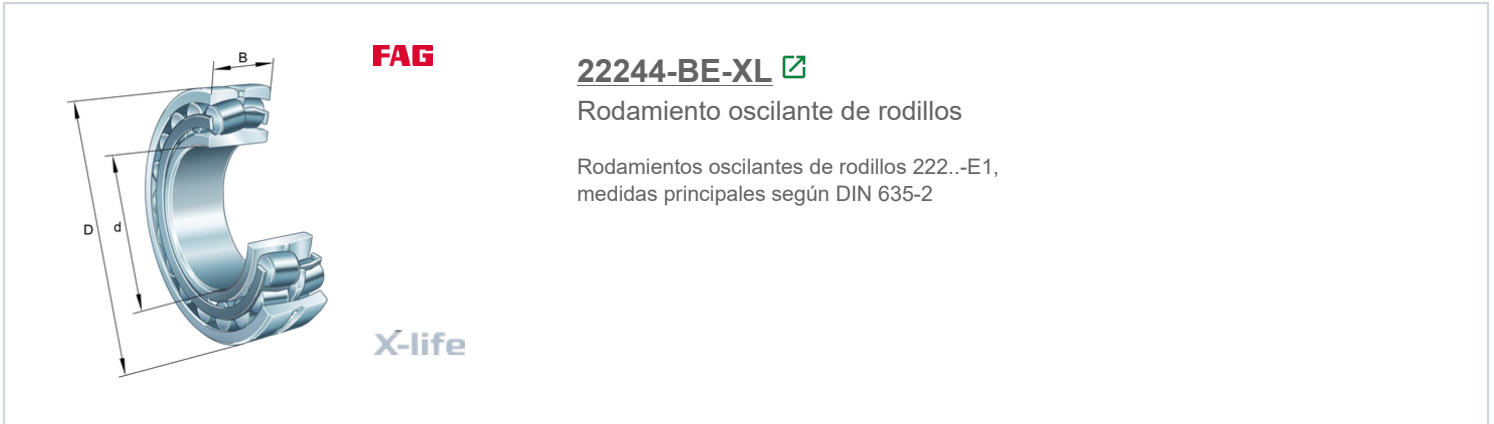 FAG
22244-BE-XL
Rodamiento oscilante de rodillos
Rodamientos oscilantes de rodillos 222..-E1,
medidas principales según DIN 635-2
B
D
d
X-life